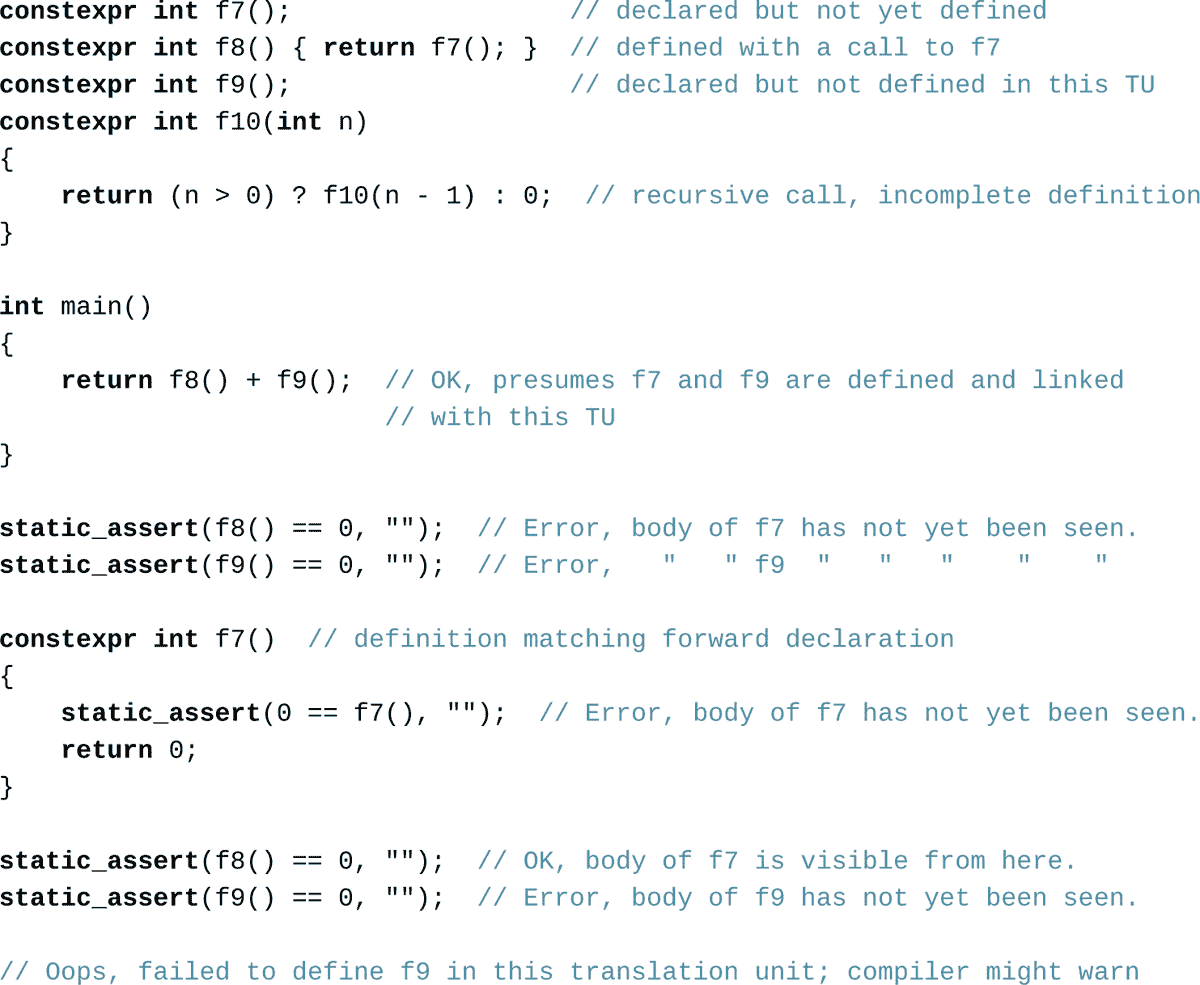 constexpr int f7();                  // declared but not yet defined
constexpr int f8() { return f7(); }  // defined with a call to f7
constexpr int f9();                  // declared but not defined in this TU
constexpr int f10(int n)
{
    return (n > 0) ? f10(n - 1) : 0;  // recursive call, incomplete definition
}
int main()
{
    return f8() + f9();  // OK, presumes f7 and f9 are defined and linked
                         // with this TU
}
static_assert(f8() == 0, "");  // Error, body of f7 has not yet been seen.
static_assert(f9() == 0, "");  // Error,   "   " f9  "   "   "    "    "
constexpr int f7()  // definition matching forward declaration
{
    static_assert(0 == f7(), "");  // Error, body of f7 has not yet been seen.
    return 0;
}
static_assert(f8() == 0, "");  // OK, body of f7 is visible from here.
static_assert(f9() == 0, "");  // Error, body of f9 has not yet been seen.
// Oops, failed to define f9 in this translation unit; compiler might warn